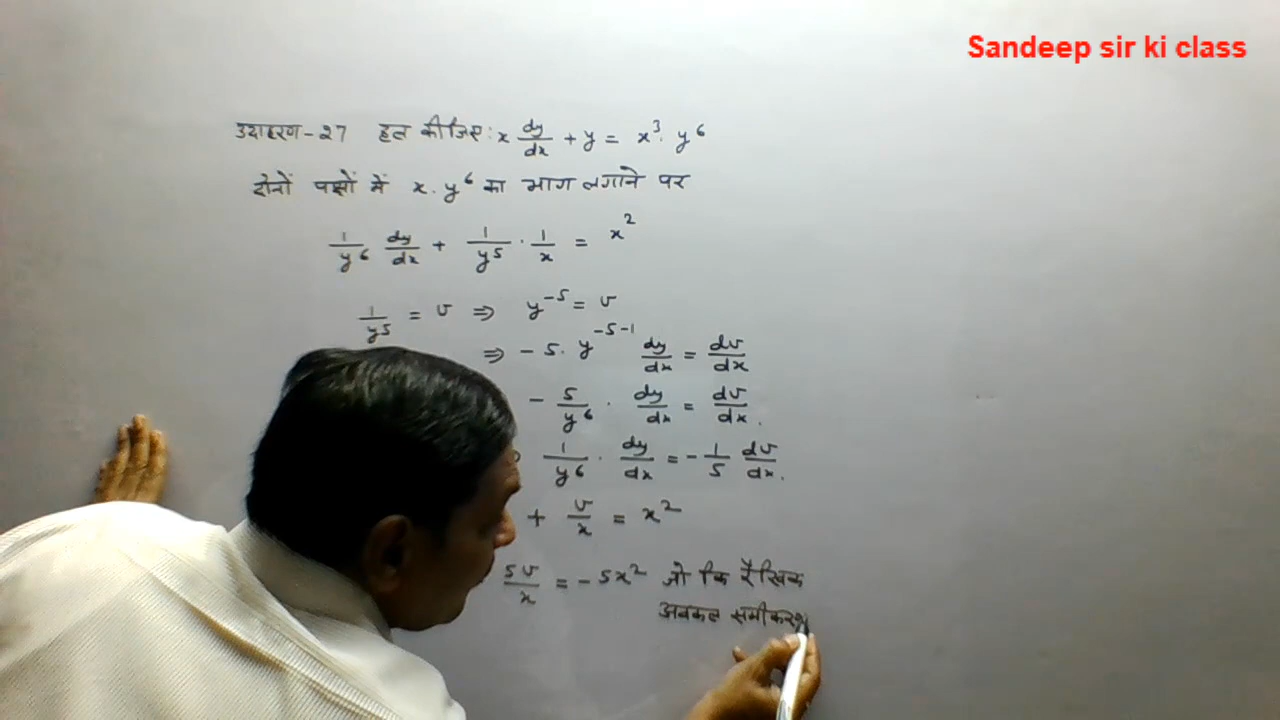 Sandeep sir ki class
उदाहरण-27 हल कीजिए: x dy/dx + y = x³. y⁶
दोनों पक्षों में x. y⁶ का भाग लगाने पर
1/y⁶ dy/dx + 1/y⁵ · 1/x = x²
1/y⁵ = v ⇒ y⁻⁵ = v
⇒ -5. y⁻⁵⁻¹ dy/dx = dv/dx
- 5/y⁶ · dy/dx = dv/dx.
1/y⁶ · dy/dx = - 1/5 dv/dx.
+ v/x = x²
5v/x = - 5x² जो कि रैखिक
अवकल समीकरण